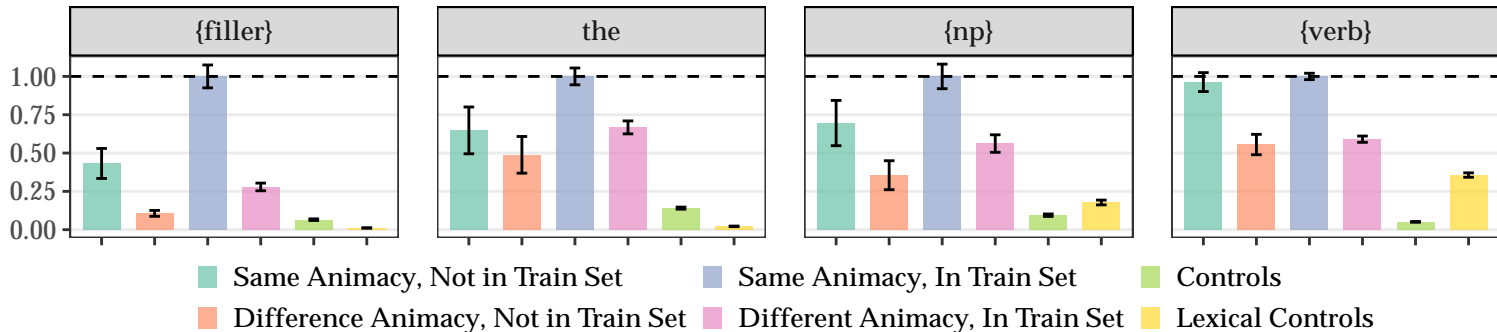 {filler} the {np} {verb}
1.00
0.75
0.50
0.25
0.00
Same Animacy, Not in Train Set Same Animacy, In Train Set Controls
Difference Animacy, Not in Train Set Different Animacy, In Train Set Lexical Controls